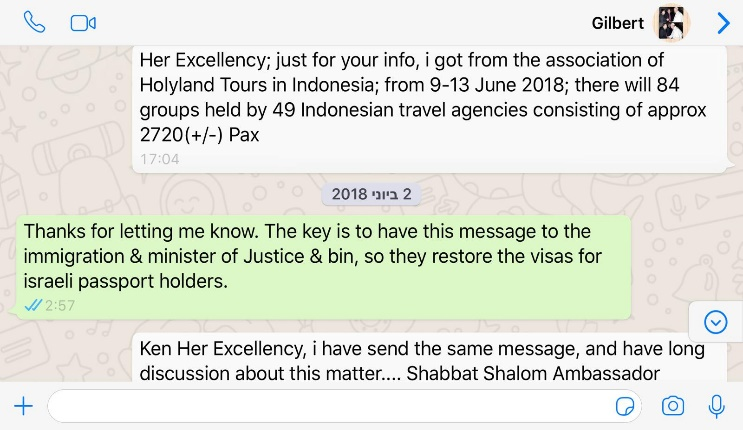 Gilbert
Her Excellency; just for your info, i got from the association of
Holyland Tours in Indonesia; from 9-13 June 2018; there will 84
groups held by 49 Indonesian travel agencies consisting of approx
2720(+/-) Pax
17:04
2 ביוני 2018
Thanks for letting me know. The key is to have this message to the
immigration & minister of Justice & bin, so they restore the visas for
israeli passport holders.
2:57
Ken Her Excellency, i have send the same message, and have long
discussion about this matter.... Shabbat Shalom Ambassador